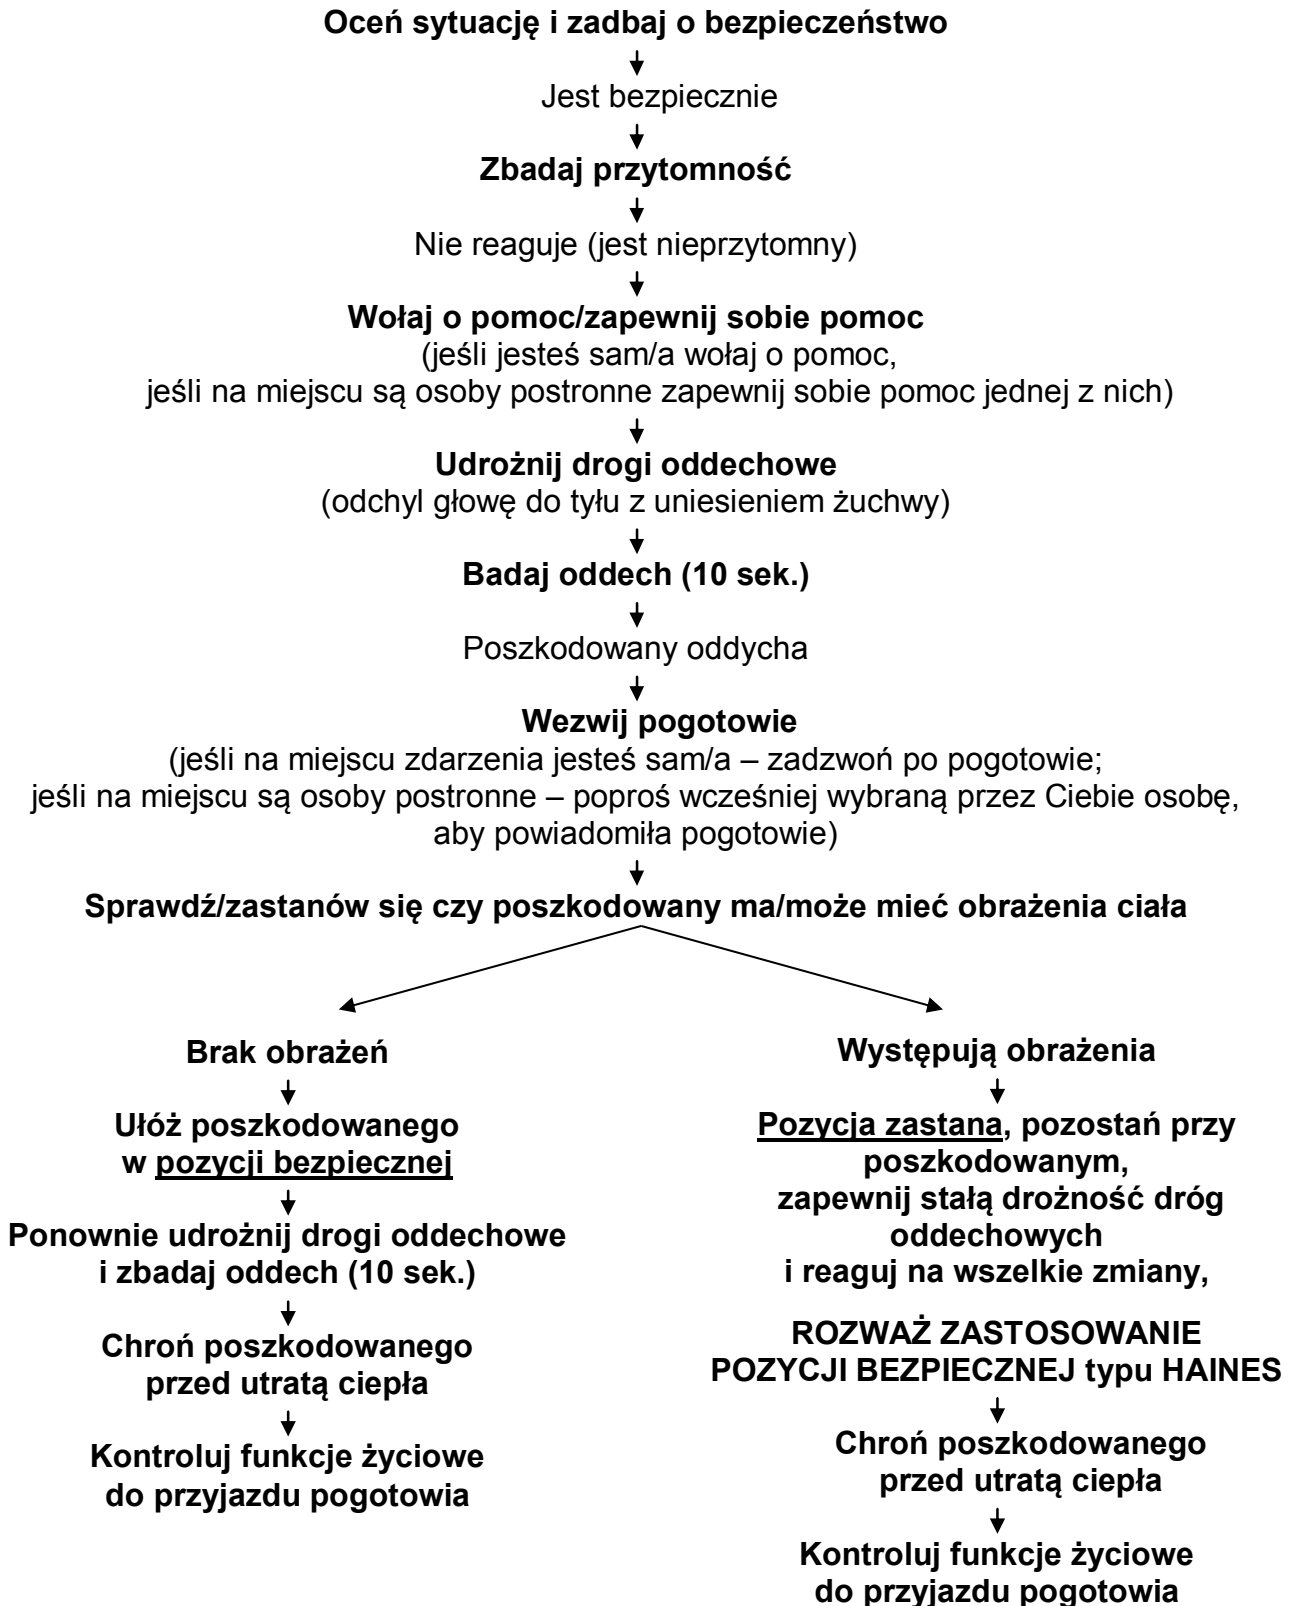 Oceń sytuację i zadbaj o bezpieczeństwo
Jest bezpiecznie
Zbadaj przytomność
Nie reaguje (jest nieprzytomny)
Wołaj o pomoc/zapewnij sobie pomoc
(jeśli jesteś sam/a wołaj o pomoc,
jeśli na miejscu są osoby postronne zapewnij sobie pomoc jednej z nich)
Udrożnij drogi oddechowe
(odchyl głowę do tyłu z uniesieniem żuchwy)
Badaj oddech (10 sek.)
Poszkodowany oddycha
Wezwij pogotowie
(jeśli na miejscu zdarzenia jesteś sam/a – zadzwoń po pogotowie;
jeśli na miejscu są osoby postronne – poproś wcześniej wybraną przez Ciebie osobę,
aby powiadomiła pogotowie)
Sprawdź/zastanów się czy poszkodowany ma/może mieć obrażenia ciała
Brak obrażeń
Ułóż poszkodowanego
w pozycji bezpiecznej
Ponownie udrożnij drogi oddechowe
i zbadaj oddech (10 sek.)
Chroń poszkodowanego
przed utratą ciepła
Kontroluj funkcje życiowe
do przyjazdu pogotowia
Występują obrażenia
Pozycja zastana, pozostań przy
poszkodowanym,
zapewnij stałą drożność dróg
oddechowych
i reaguj na wszelkie zmiany,
ROZWAŻ ZASTOSOWANIE
POZYCJI BEZPIECZNEJ typu HAINES
Chroń poszkodowanego
przed utratą ciepła
Kontroluj funkcje życiowe
do przyjazdu pogotowia